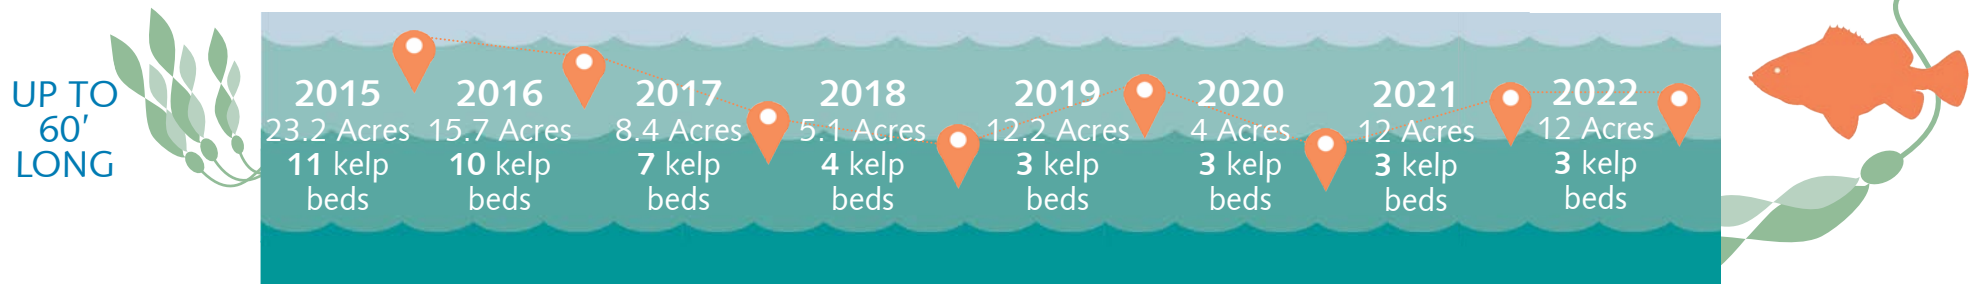 UP TO
60′
LONG
2015
23.2 Acres
11 kelp
beds
2016
15.7 Acres
10 kelp
beds
2017
8.4 Acres
7 kelp
beds
2018
5.1 Acres
4 kelp
beds
2019
12.2 Acres
3 kelp
beds
2020
4 Acres
3 kelp
beds
2021
12 Acres
3 kelp
beds
2022
12 Acres
3 kelp
beds